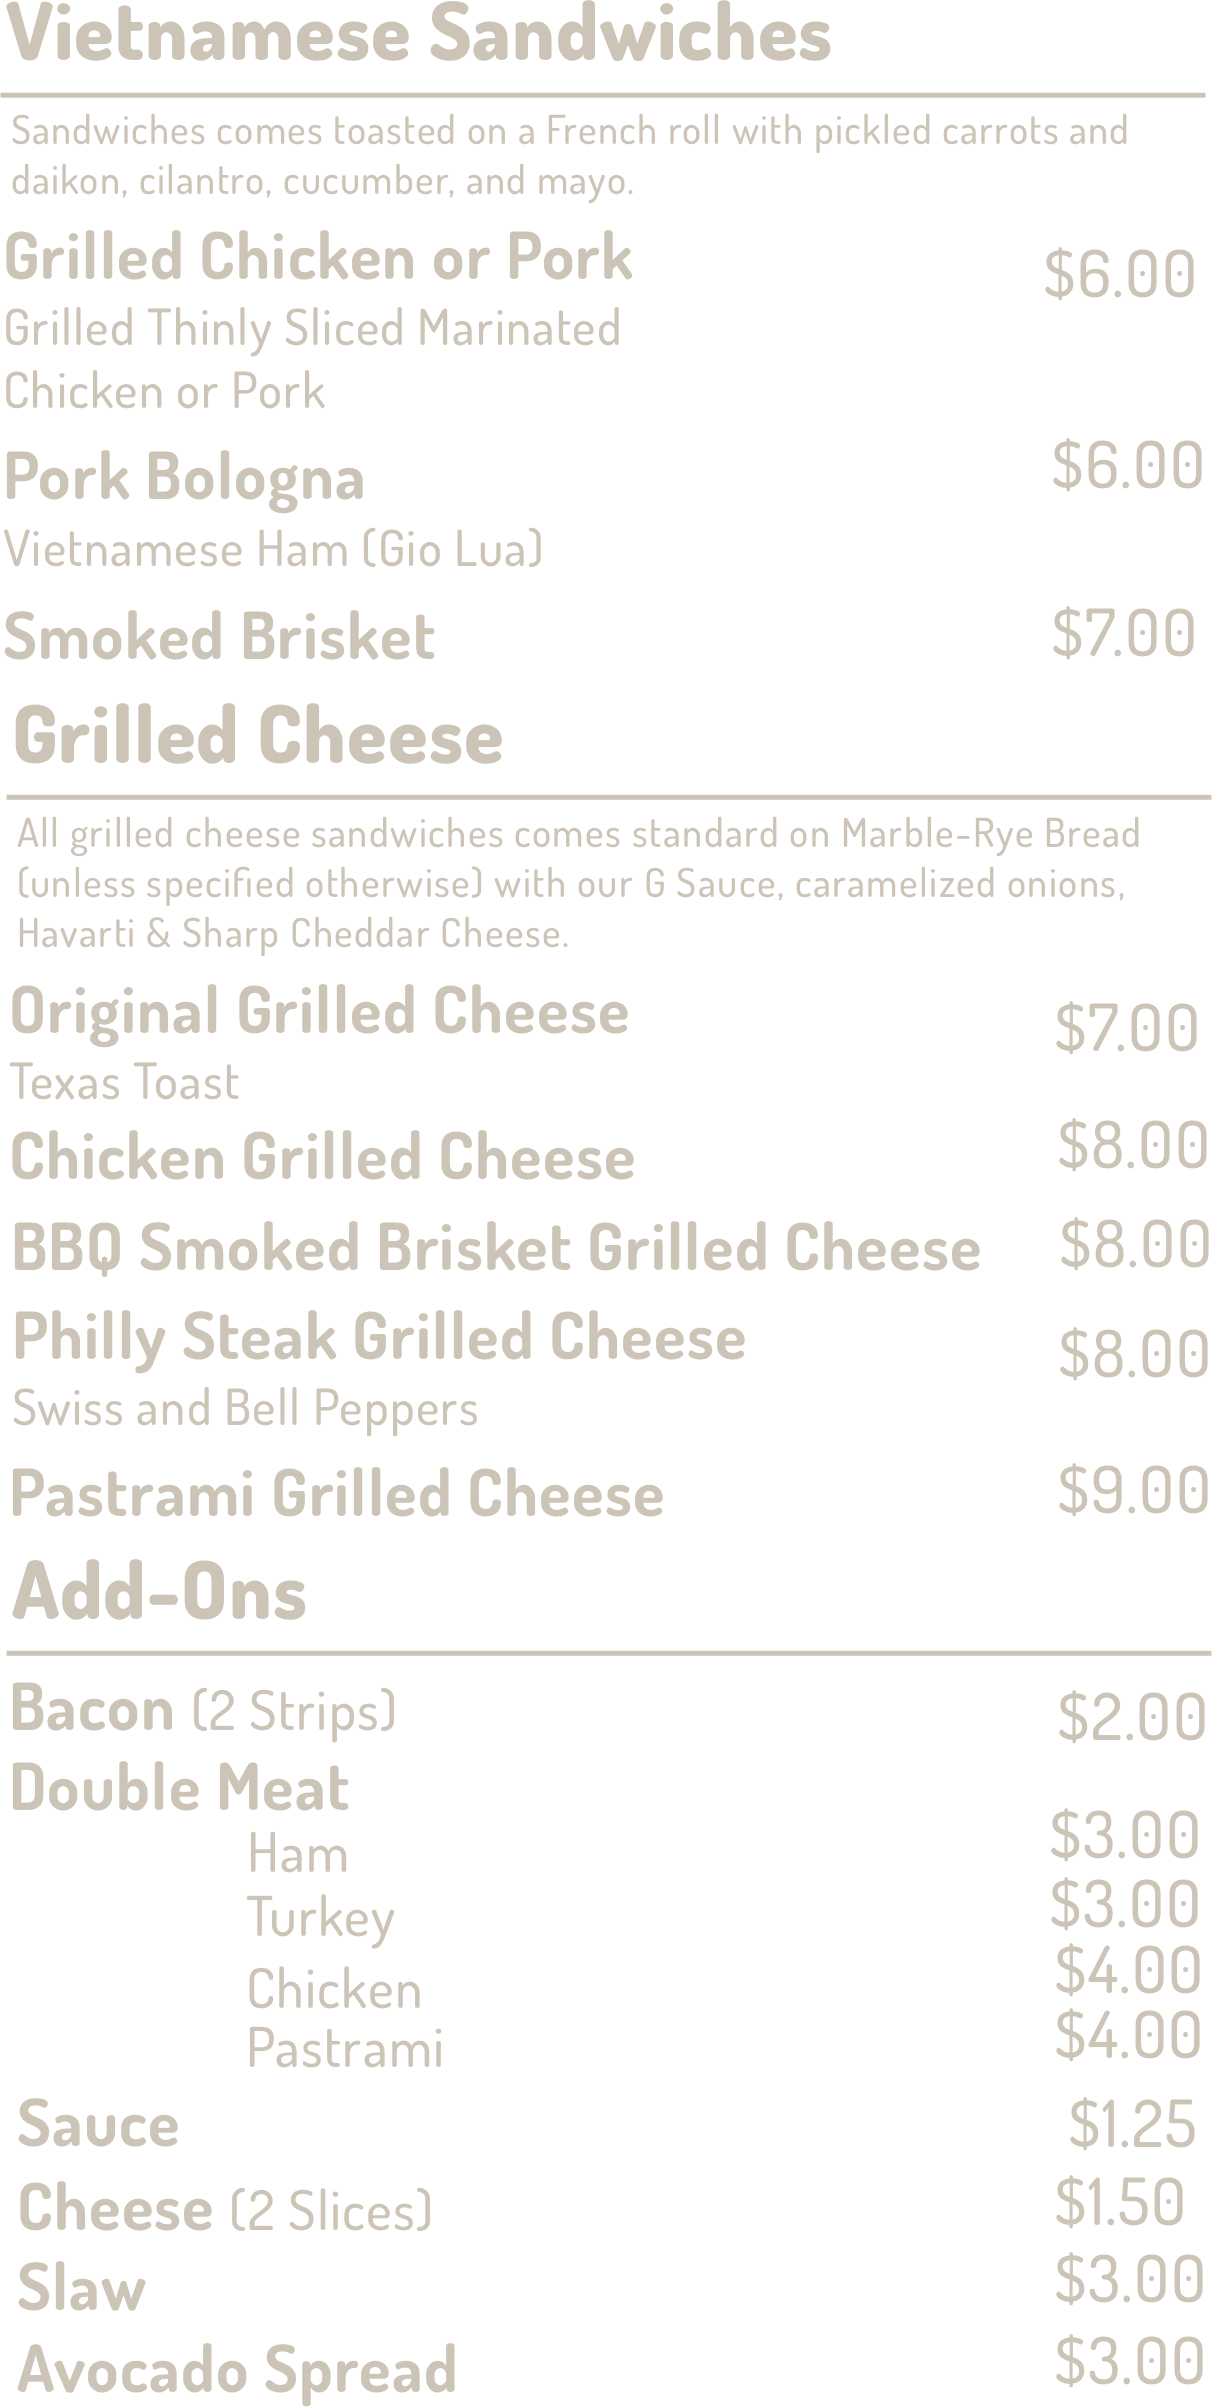 Vietnamese Sandwiches
Sandwiches comes toasted on a French roll with pickled carrots and
daikon, cilantro, cucumber, and mayo.
Grilled Chicken or Pork $6.00
Grilled Thinly Sliced Marinated
Chicken or Pork
Pork Bologna $6.00
Vietnamese Ham (Gio Lua)
Smoked Brisket $7.00
Grilled Cheese
All grilled cheese sandwiches comes standard on Marble-Rye Bread
(unless specified otherwise) with our G Sauce, caramelized onions,
Havarti & Sharp Cheddar Cheese.
Original Grilled Cheese $7.00
Texas Toast
Chicken Grilled Cheese $8.00
BBQ Smoked Brisket Grilled Cheese $8.00
Philly Steak Grilled Cheese $8.00
Swiss and Bell Peppers
Pastrami Grilled Cheese $9.00
Add-Ons
Bacon (2 Strips) $2.00
Double Meat
Ham $3.00
Turkey $3.00
Chicken $4.00
Pastrami $4.00
Sauce $1.25
Cheese (2 Slices) $1.50
Slaw $3.00
Avocado Spread $3.00